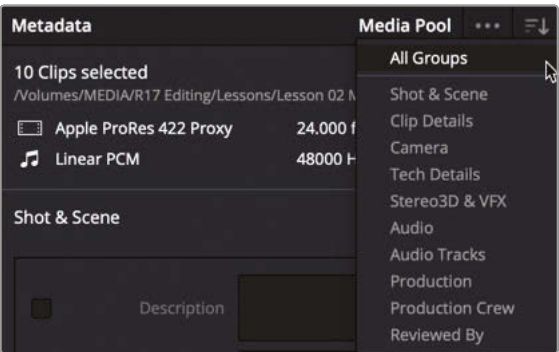 Metadata
Media Pool
10 Clips selected
/Volumes/MEDIA/R17 Editing/Lessons/Lesson 02
Apple ProRes 422 Proxy 24.000
Linear PCM 48000
Shot & Scene
Description
All Groups
Shot & Scene
Clip Details
Camera
Tech Details
Stereo3D & VFX
Audio
Audio Tracks
Production
Production Crew
Reviewed By